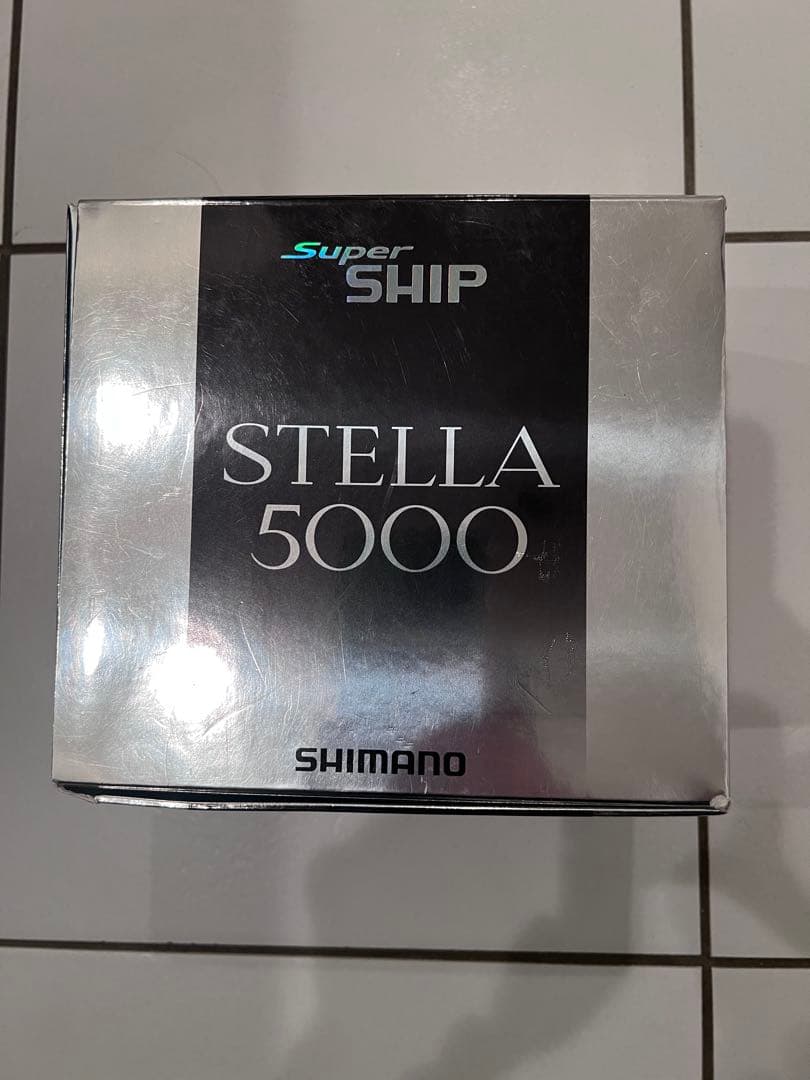 Super
SHIP
STELLA
5000
SHIMANO